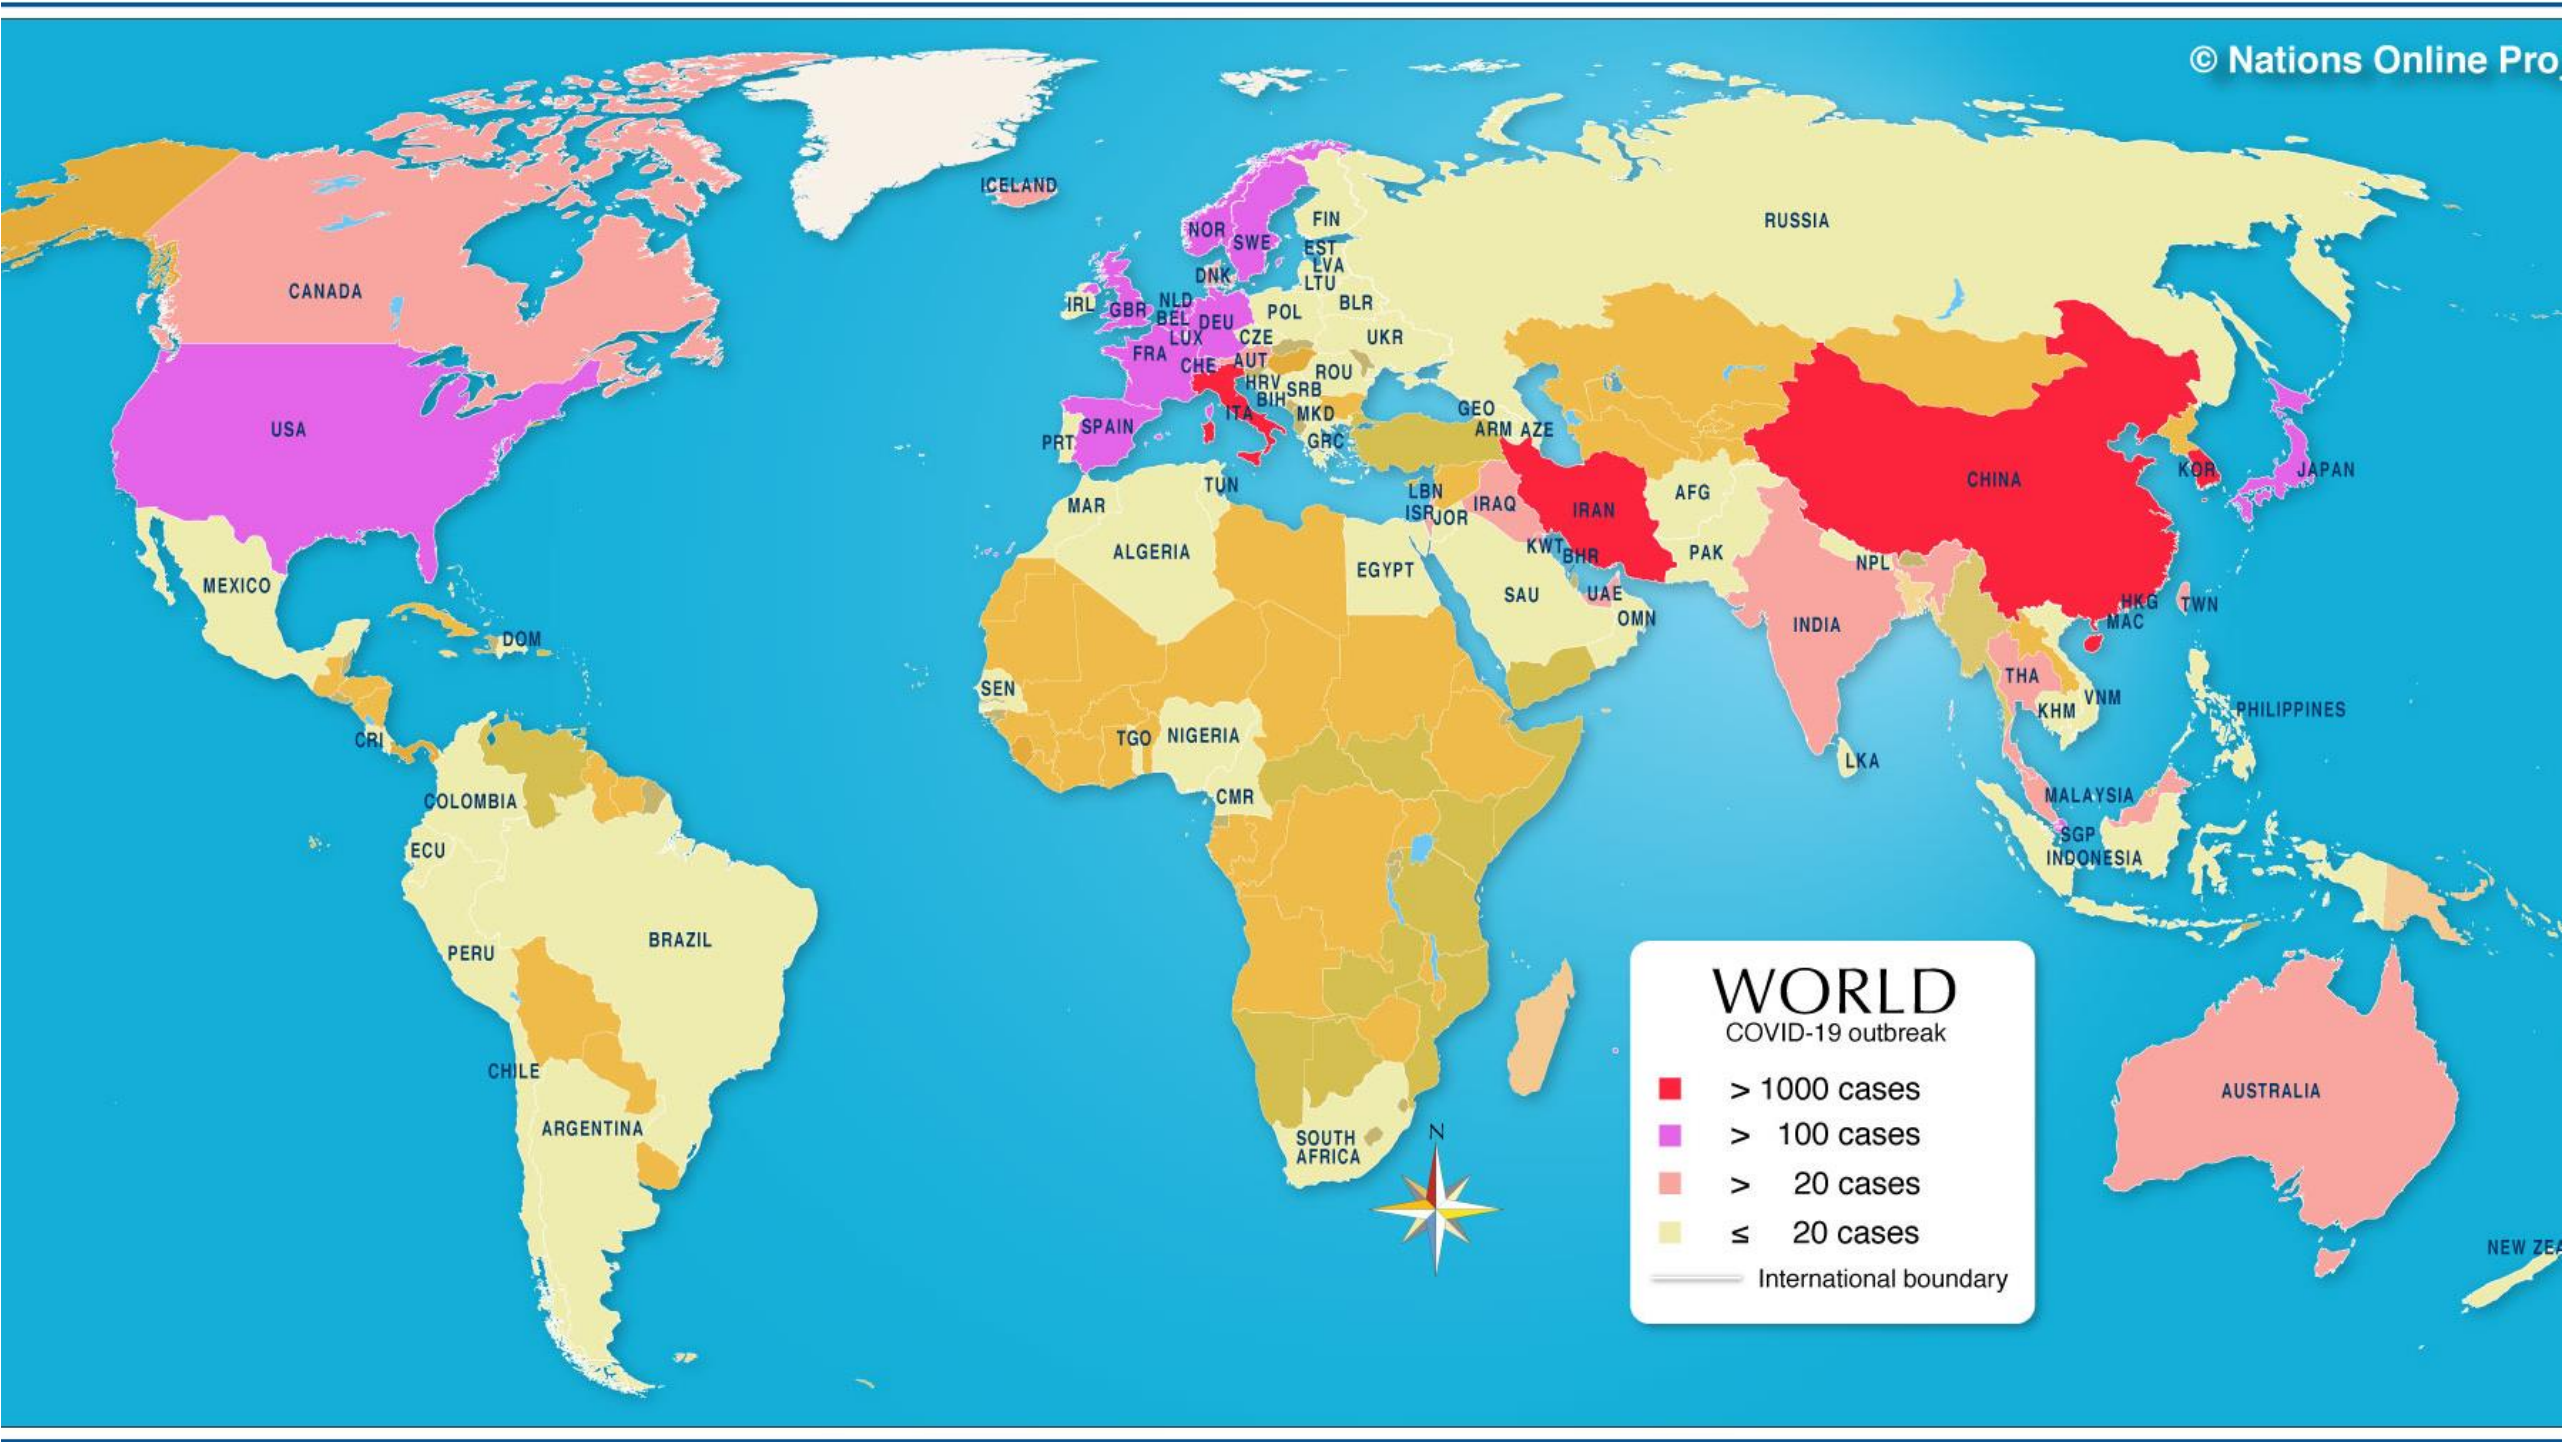 © Nations Online Pro
ICELAND
NOR
SWE
FIN
RUSSIA
EST
LVA
LTU
DNK
CANADA
IRL
GBR
NLD
BEL
DEU
LUX
POL
BLR
CZE
UKR
FRA
CHE
AUT
ROU
HRV
SRB
BIH
ITA
MKD
USA
SPAIN
PRT
GRC
GEO
ARM
AZE
KOR
JAPAN
CHINA
TUN
MAR
LBN
ISR
JOR
IRAQ
IRAN
AFG
ALGERIA
EGYPT
KWT
BHR
PAK
NPL
MEXICO
SAU
UAE
OMN
INDIA
HKG
MAC
TWN
DOM
SEN
THA
VNM
KHM
PHILIPPINES
CRI
TGO
NIGERIA
LKA
COLOMBIA
CMR
MALAYSIA
SGP
INDONESIA
ECU
PERU
BRAZIL
CHILE
ARGENTINA
SOUTH
AFRICA
N
AUSTRALIA
NEW ZEA
WORLD
COVID-19 outbreak
> 1000 cases
> 100 cases
> 20 cases
≤ 20 cases
International boundary